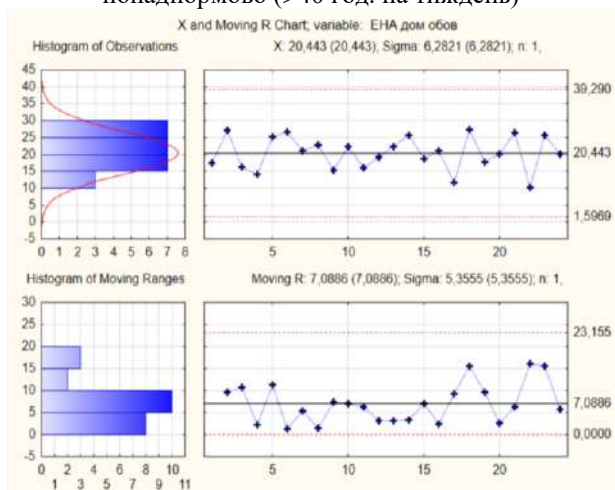 понаднормово (> 40 год. на тиждень)
X and Moving R Chart; variable: ЕНА дом обов
Histogram of Observations
X: 20,443 (20,443); Sigma: 6,2821 (6,2821); n: 1,
45
40
35
30
25
20
15
10
5
0
-5
0 1 2 3 4 5 6 7 8
39,290
20,443
1,5969
5 10 15 20
Histogram of Moving Ranges
Moving R: 7,0886 (7,0886); Sigma: 5,3555 (5,3555); n: 1,
30
25
20
15
10
5
0
-5
0 2 4 6 8 10
1 3 5 7 9 11
23,155
7,0886
0,0000
5 10 15 20